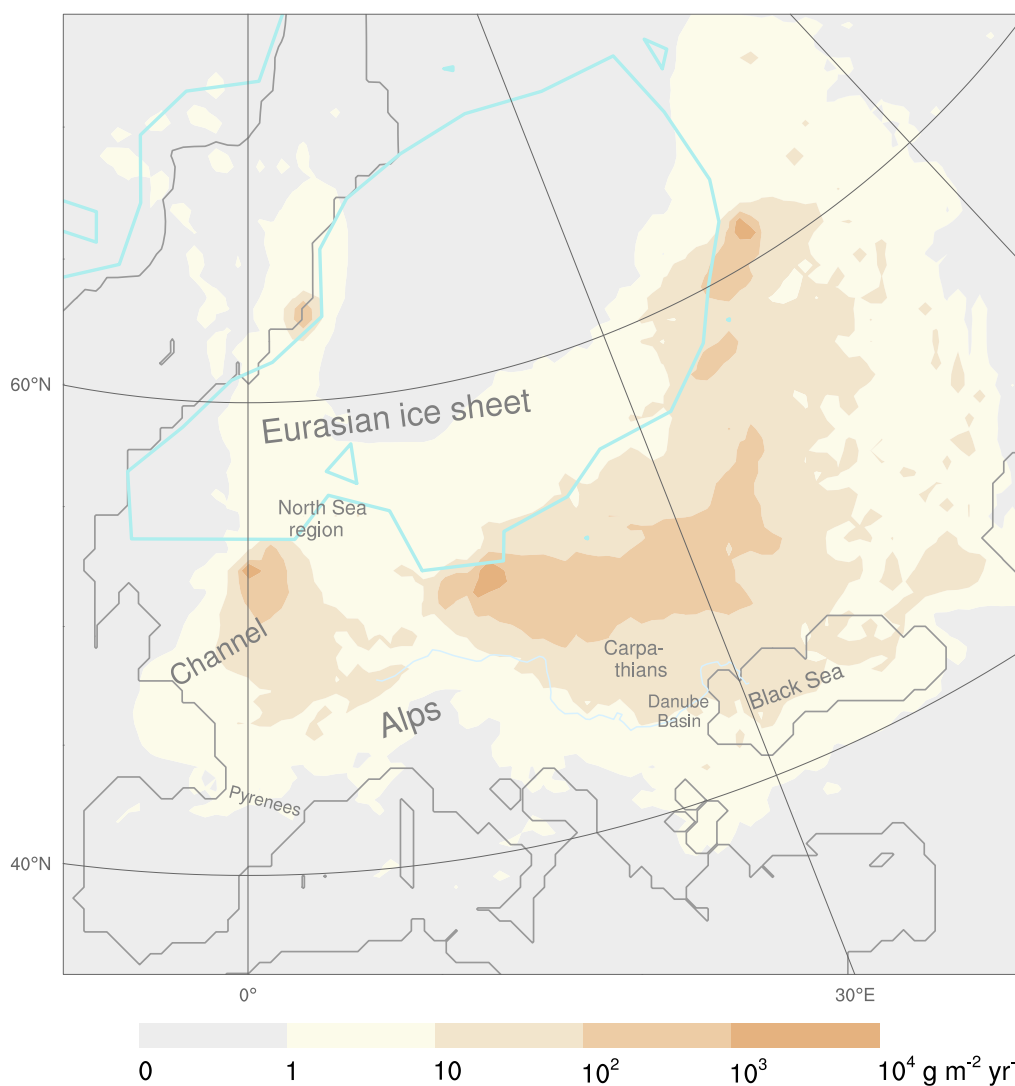 60°N
Eurasian ice sheet
North Sea
region
Channel
Carpa-
thians
Danube
Basin
Black Sea
Alps
Pyrenees
40°N
0°
30°E
0 1 10 10² 10³ 10⁴ g m⁻² yr⁻